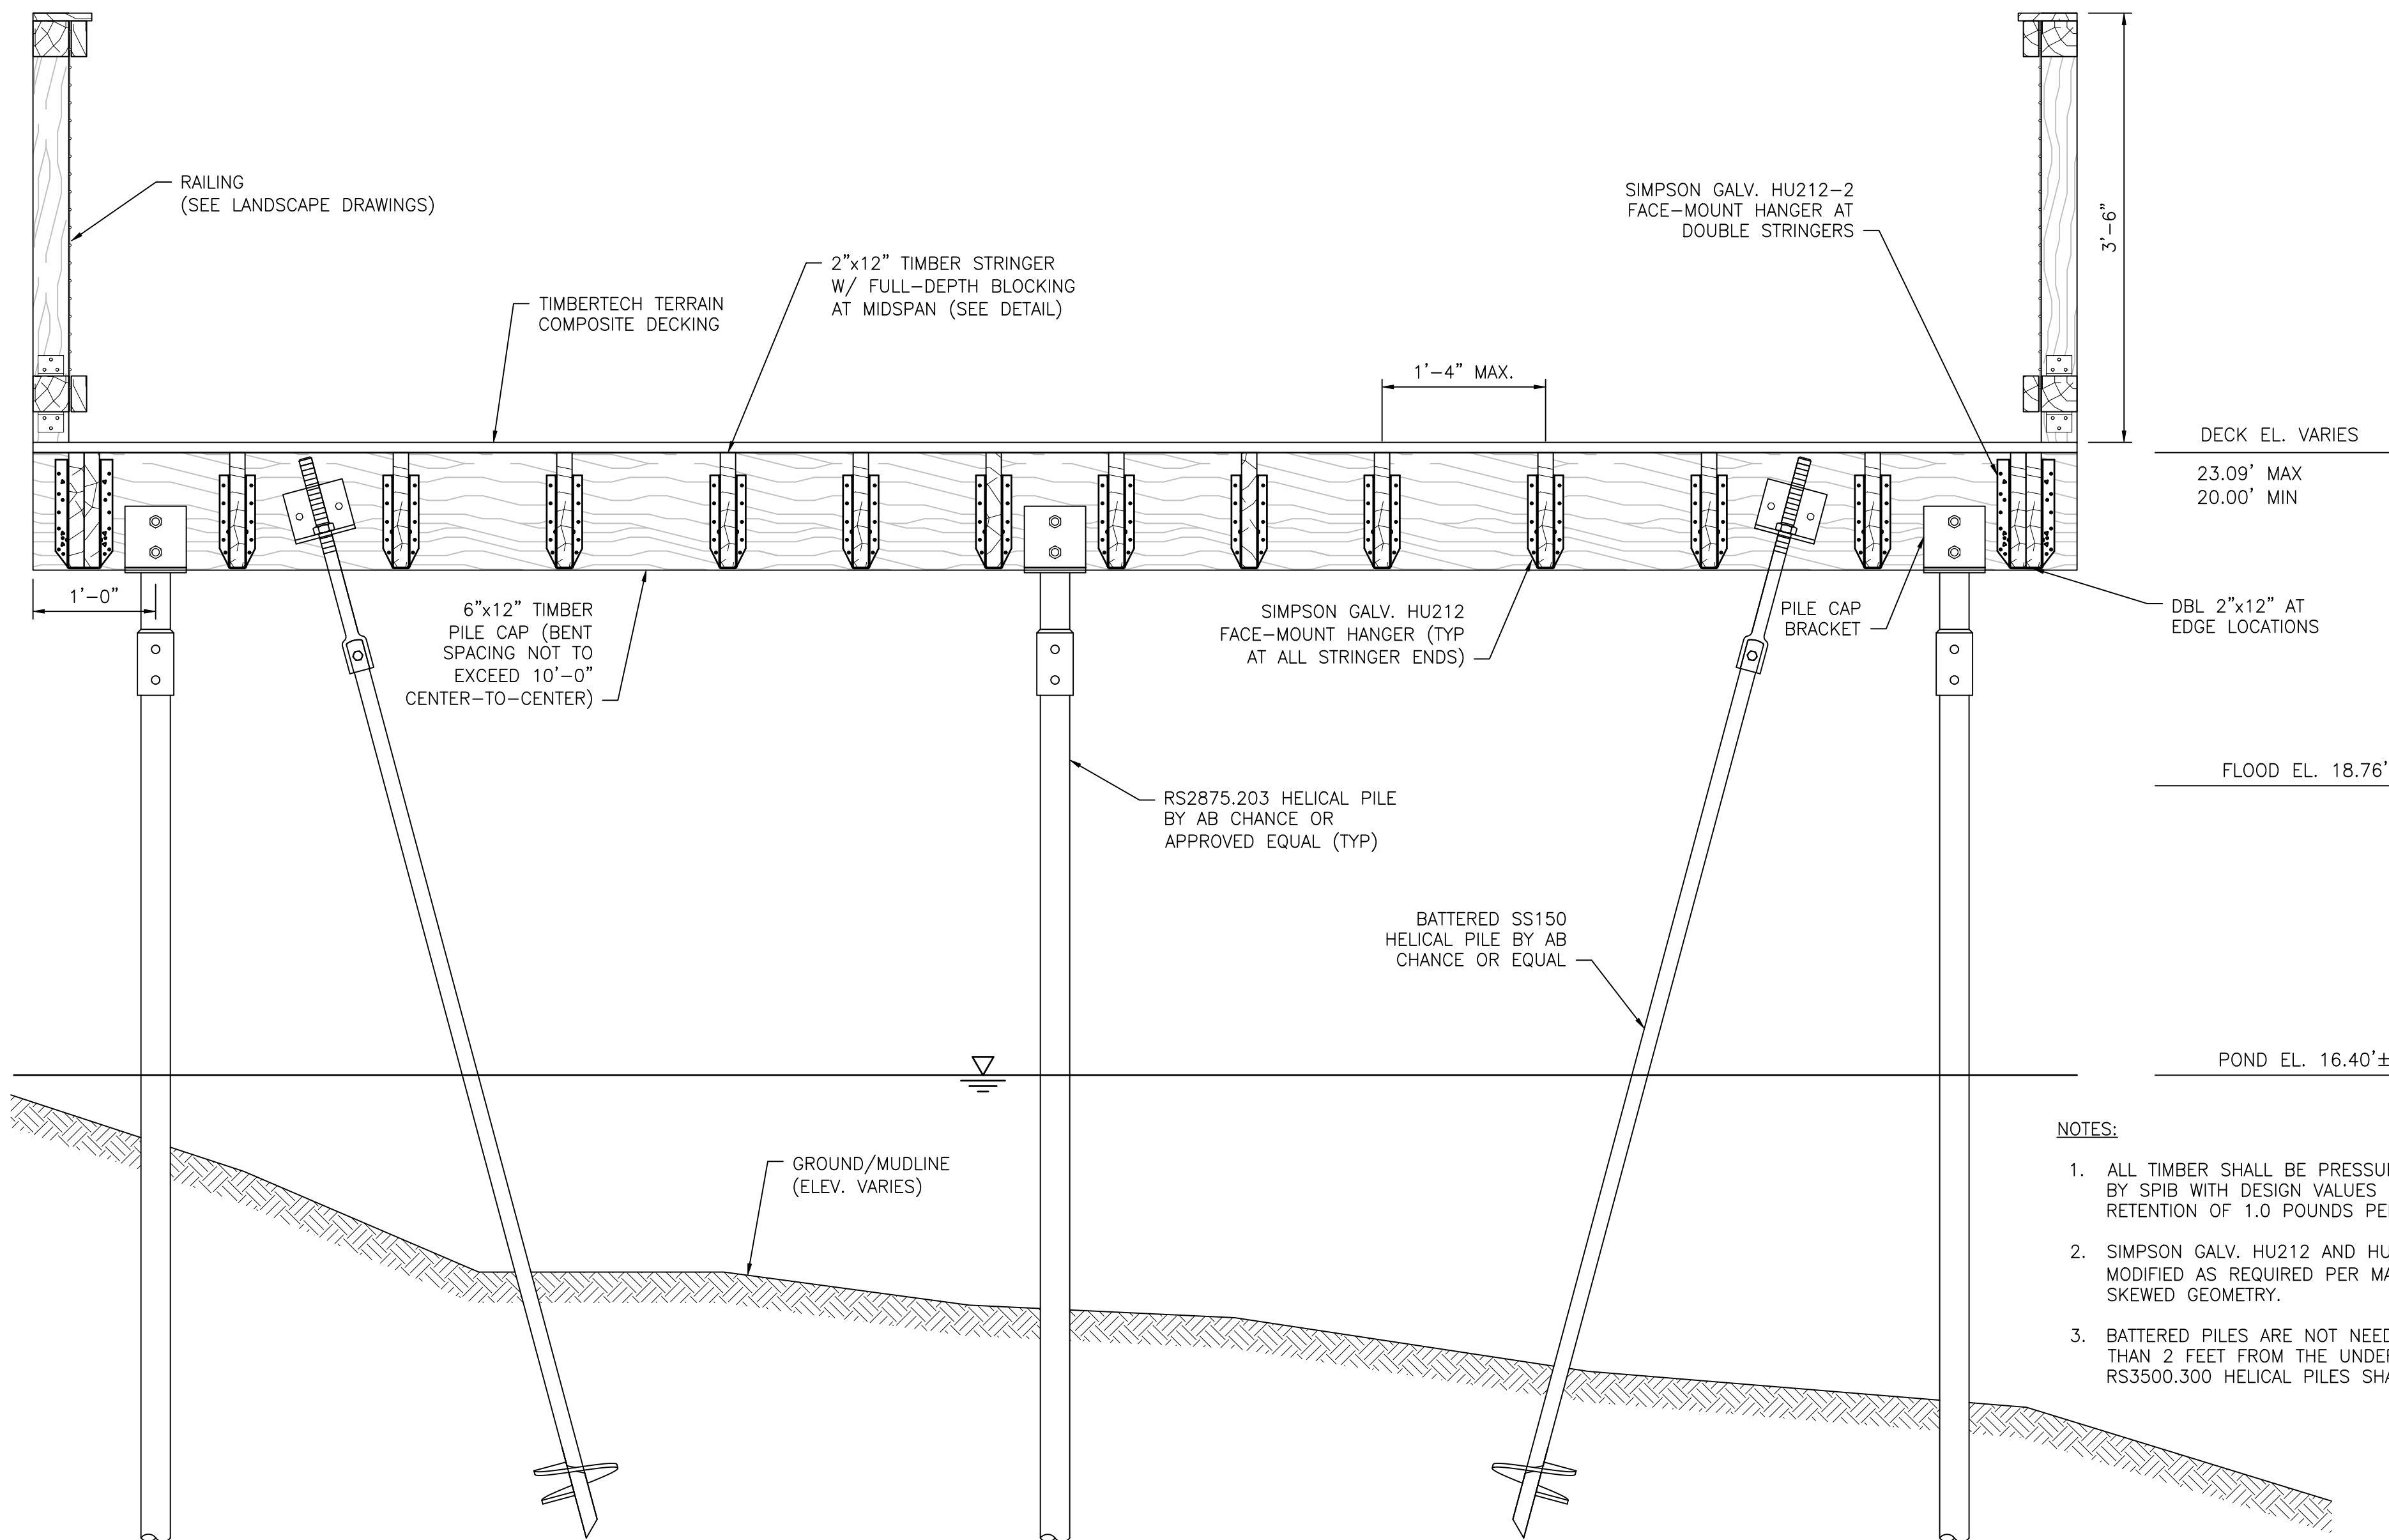 RAILING
(SEE LANDSCAPE DRAWINGS)
TIMBERTECH TERRAIN
COMPOSITE DECKING
2"x12" TIMBER STRINGER
W/ FULL-DEPTH BLOCKING
AT MIDSPAN (SEE DETAIL)
1'-4" MAX.
SIMPSON GALV. HU212-2
FACE-MOUNT HANGER AT
DOUBLE STRINGERS
3'-6"
DECK EL. VARIES
23.09' MAX
20.00' MIN
1'-0"
6"x12" TIMBER
PILE CAP (BENT
SPACING NOT TO
EXCEED 10'-0"
CENTER-TO-CENTER)
SIMPSON GALV. HU212
FACE-MOUNT HANGER (TYP
AT ALL STRINGER ENDS)
PILE CAP
BRACKET
DBL 2"x12" AT
EDGE LOCATIONS
FLOOD EL. 18.76'
RS2875.203 HELICAL PILE
BY AB CHANCE OR
APPROVED EQUAL (TYP)
BATTERED SS150
HELICAL PILE BY AB
CHANCE OR EQUAL
POND EL. 16.40'±
GROUND/MUDLINE
(ELEV. VARIES)
NOTES:
1. ALL TIMBER SHALL BE
BY SPIB WITH DESIGN VALUES
RETENTION OF 1.0 POUNDS
2. SIMPSON GALV. HU212 AND
MODIFIED AS REQUIRED PER
SKEWED GEOMETRY.
3. BATTERED PILES ARE NOT
THAN 2 FEET FROM THE
RS3500.300 HELICAL PILES